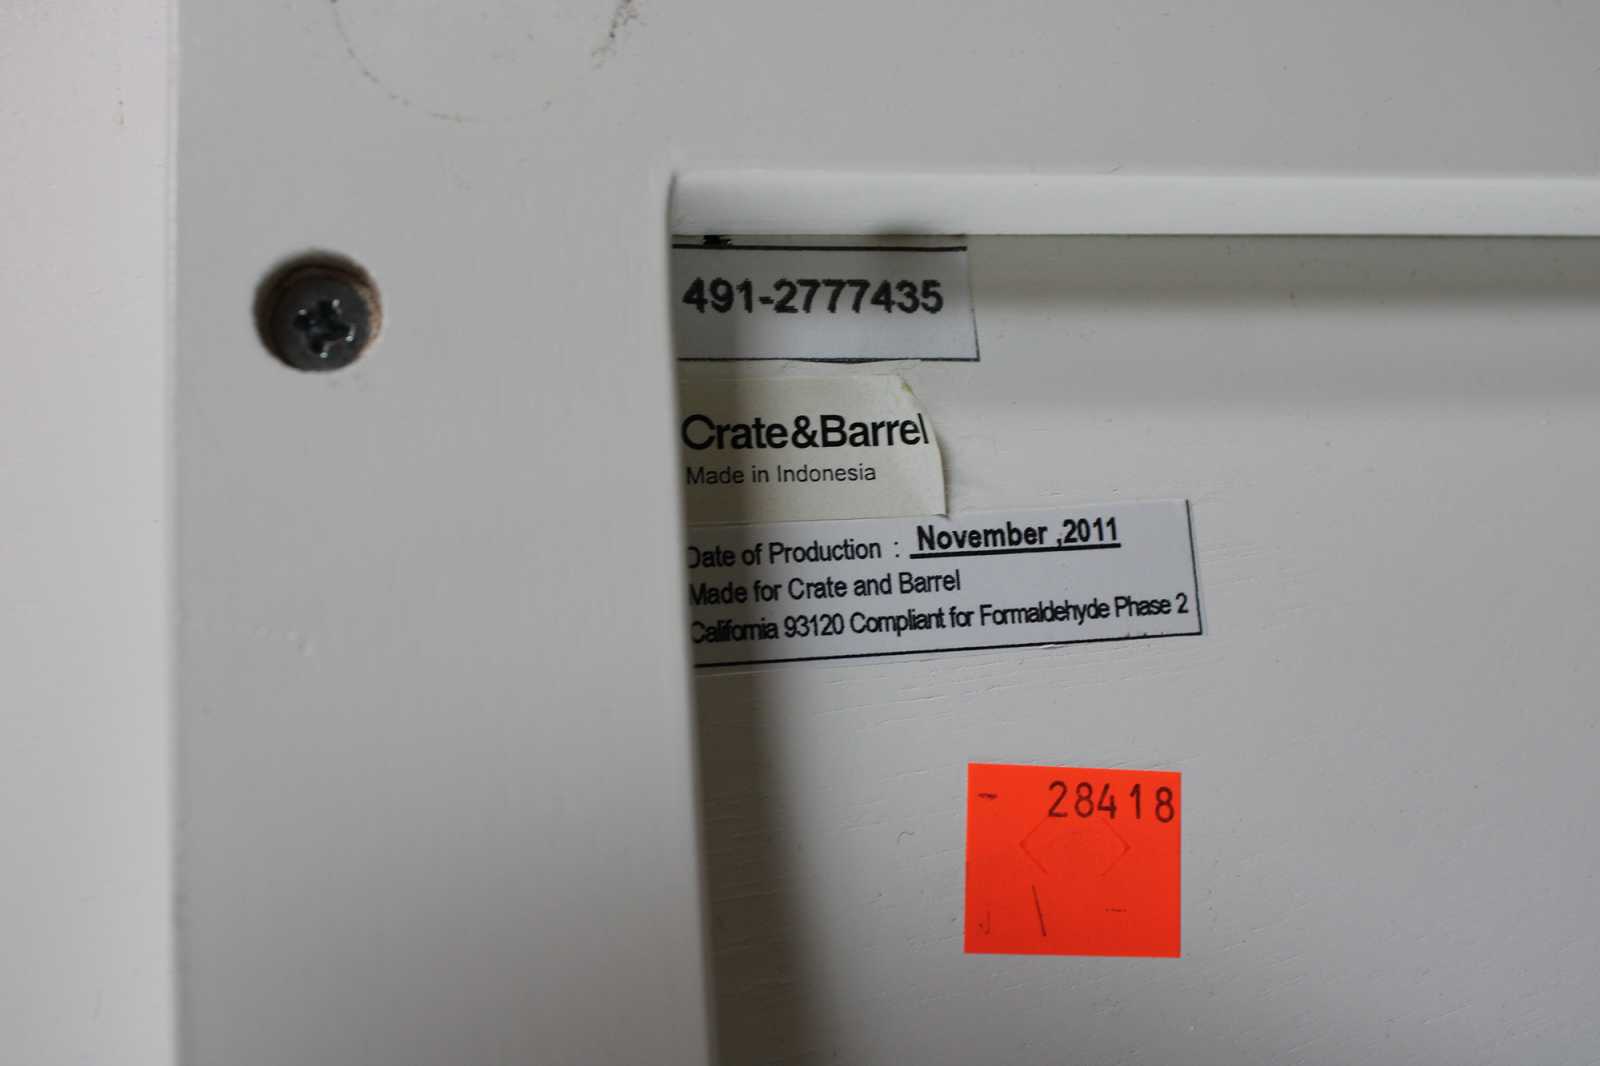 491-2777435
Crate&Barrel
Made in Indonesia
Date of Production : November ,2011
Made for Crate and Barrel
California 93120 Compliant for Formaldehyde Phase 2
28418